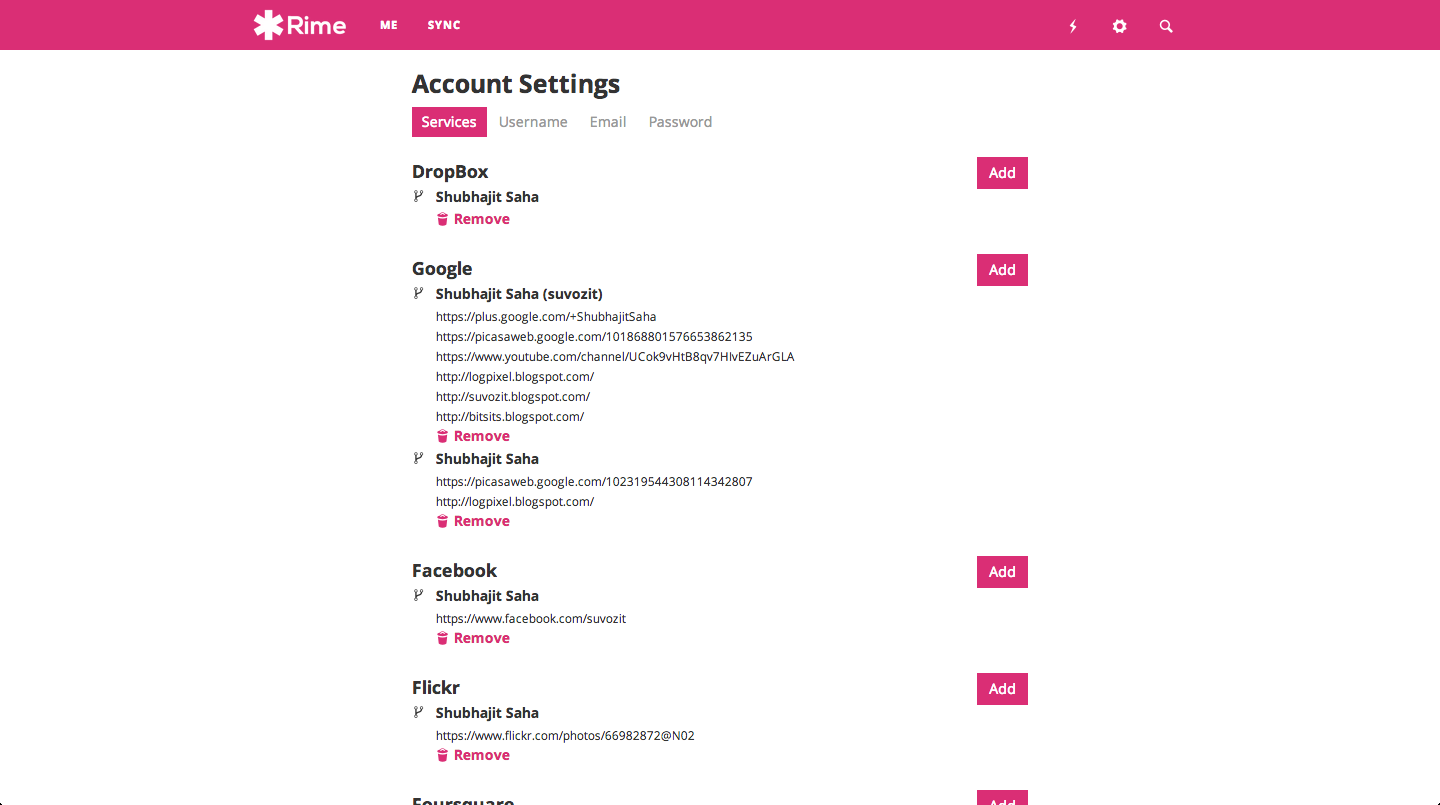 Rime ME SYNC
Account Settings
Services Username Email Password
DropBox Add
Shubhajit Saha
Remove
Google Add
Shubhajit Saha (suvozit)
https://plus.google.com/+ShubhajitSaha
https://picasaweb.google.com/101868801576653862135
https://www.youtube.com/channel/UCok9vHtB8qv7HlvEZuArGLA
http://logpixel.blogspot.com/
http://suvozit.blogspot.com/
http://bitsits.blogspot.com/
Remove
Shubhajit Saha
https://picasaweb.google.com/102319544308114342807
http://logpixel.blogspot.com/
Remove
Facebook Add
Shubhajit Saha
https://www.facebook.com/suvozit
Remove
Flickr Add
Shubhajit Saha
https://www.flickr.com/photos/66982872@N02
Remove
Foursquare Add